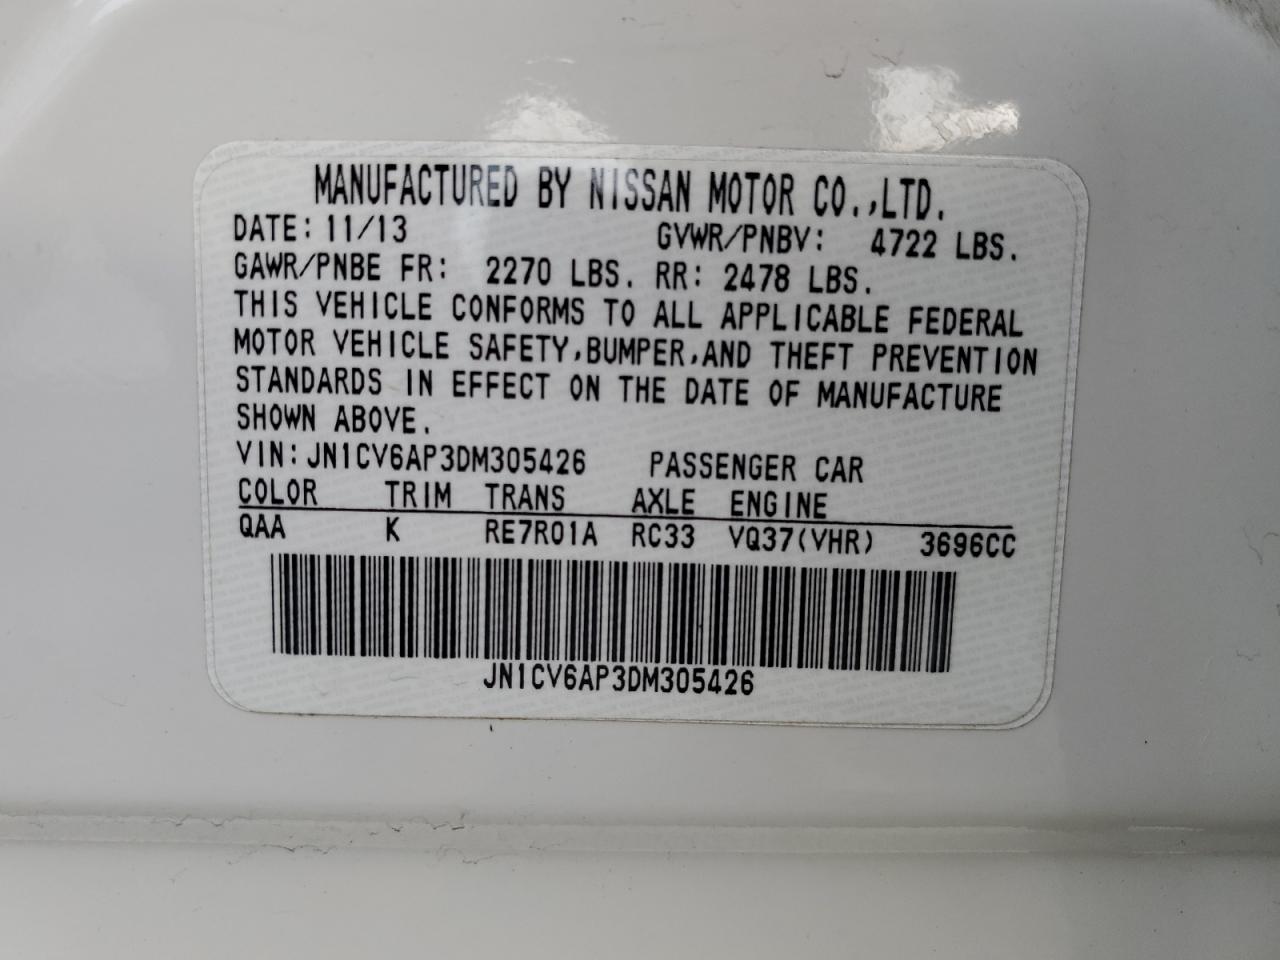 MANUFACTURED BY NISSAN MOTOR CO.,LTD.
DATE: 11/13 GVWR/PNBV: 4722 LBS.
GAWR/PNBE FR: 2270 LBS. RR: 2478 LBS.
THIS VEHICLE CONFORMS TO ALL APPLICABLE FEDERAL
MOTOR VEHICLE SAFETY,BUMPER,AND THEFT PREVENTION
STANDARDS IN EFFECT ON THE DATE OF MANUFACTURE
SHOWN ABOVE.
VIN: JN1CV6AP3DM305426 PASSENGER CAR
COLOR TRIM TRANS AXLE ENGINE
QAA K RE7R01A RC33 VQ37(VHR) 3696CC
JN1CV6AP3DM305426